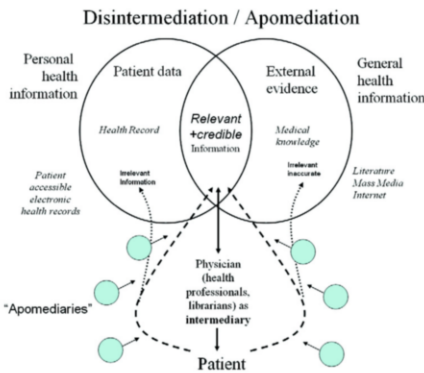 Disintermediation / Apomediation
Personal
health
information
Patient data
External
evidence
General
health
information
Health Record
Relevant
+credible
Information
Medical
knowledge
Patient
accessible
electronic
health records
Irrelevant
Information
Irrelevant
Inaccurate
Literature
Mass Media
Internet
Physician
(health
professionals,
librarians) as
intermediary
"Apomediaries"
Patient